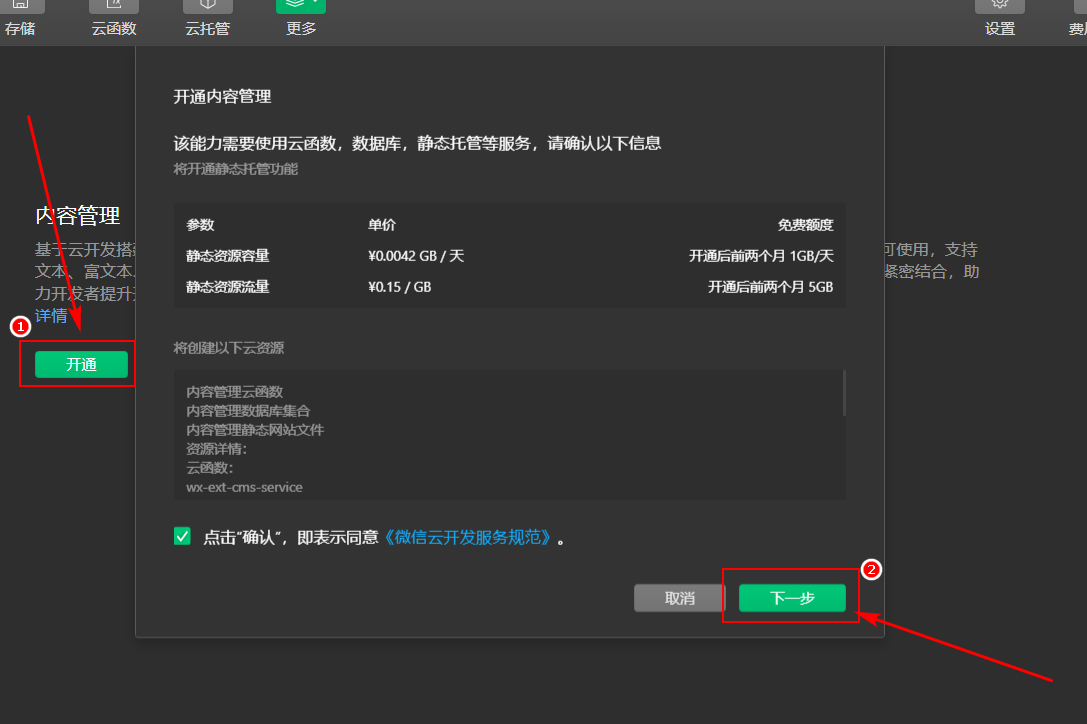 存储
云函数
云托管
更多
设置
费
内容管理
基于云开发搭
可使用，支持
文本、富文本
紧密结合，助
力开发者提升
详情
1
开通
开通内容管理
该能力需要使用云函数，数据库，静态托管等服务，请确认以下信息
将开通静态托管功能
参数 单价 免费额度
静态资源容量 ¥0.0042 GB / 天 开通后前两个月 1GB/天
静态资源流量 ¥0.15 / GB 开通后前两个月 5GB
将创建以下云资源
内容管理云函数
内容管理数据库集合
内容管理静态网站文件
资源详情：
云函数：
wx-ext-cms-service
点击“确认”，即表示同意《微信云开发服务规范》。
2
取消
下一步